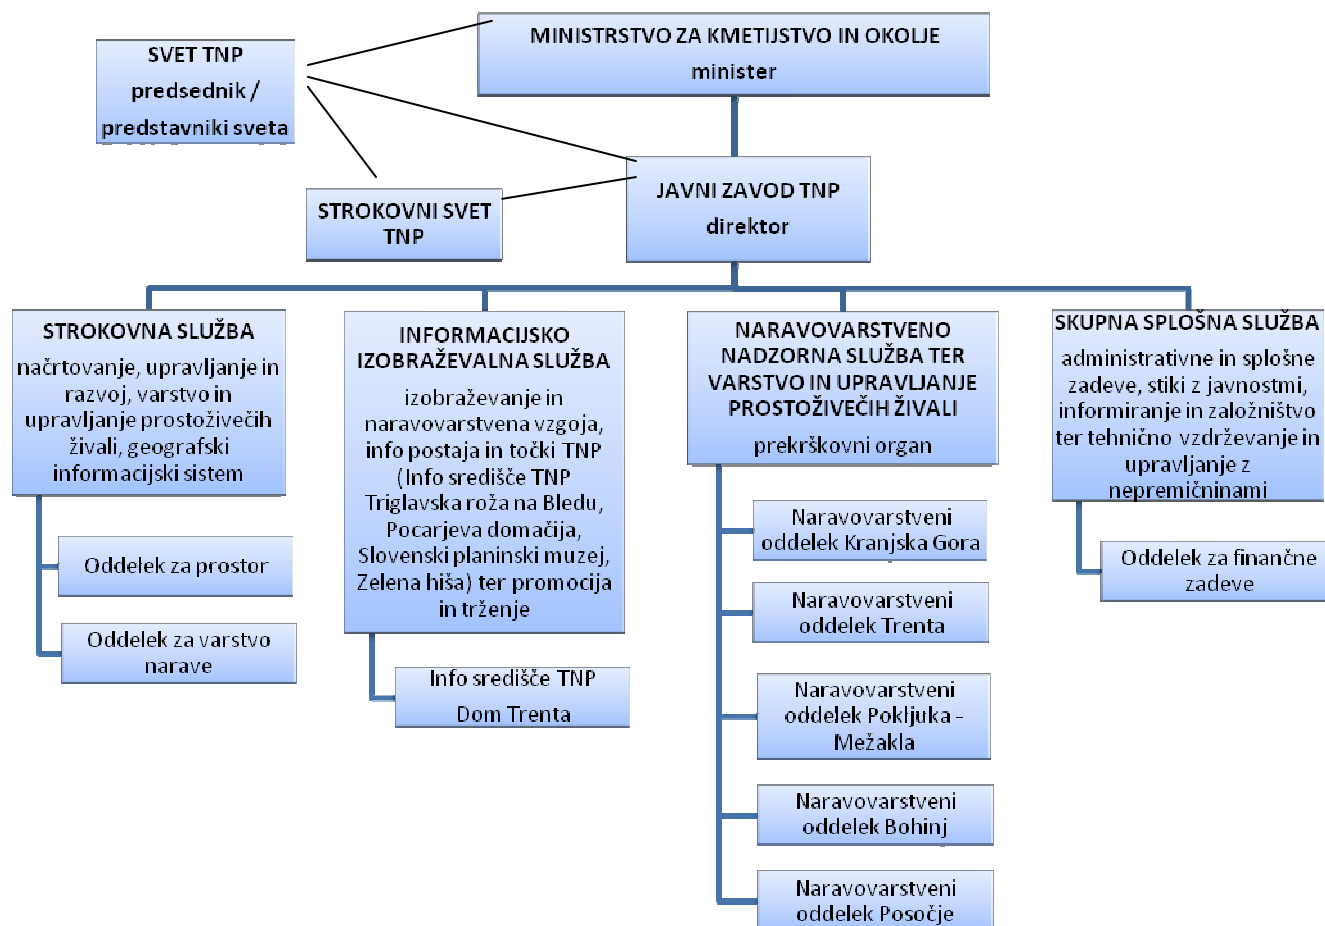 SVET TNP
predsednik /
predstavniki sveta
MINISTRSTVO ZA KMETIJSTVO IN OKOLJE
minister
STROKOVNI SVET
TNP
JAVNI ZAVOD TNP
direktor
STROKOVNA SLUŽBA
načrtovanje, upravljanje in
razvoj, varstvo in
upravljanje prostoživečih
živali, geografski
informacijski sistem
Oddelek za prostor
Oddelek za varstvo
narave
INFORMACIJSKO
IZOBRAŽEVALNA SLUŽBA
izobraževanje in
naravovarstvena vzgoja,
info postaja in točki TNP
(Info središče TNP
Triglavska roža na Bledu,
Pocarjeva domačija,
Slovenski planinski muzej,
Zelena hiša) ter promocija
in trženje
Info središče TNP
Dom Trenta
NARAVOVARSTVENO
NADZORNA SLUŽBA TER
VARSTVO IN UPRAVLJANJE
PROSTOŽIVEČIH ŽIVALI
prekrškovni organ
Naravovarstveni
oddelek Kranjska Gora
Naravovarstveni
oddelek Trenta
Naravovarstveni
oddelek Pokljuka –
Mežakla
Naravovarstveni
oddelek Bohinj
Naravovarstveni
oddelek Posočje
SKUPNA SPLOŠNA SLUŽBA
administrativne in splošne
zadeve, stiki z javnostmi,
informiranje in založništvo
ter tehnično vzdrževanje in
upravljanje z
nepremičninami
Oddelek za finančne
zadeve